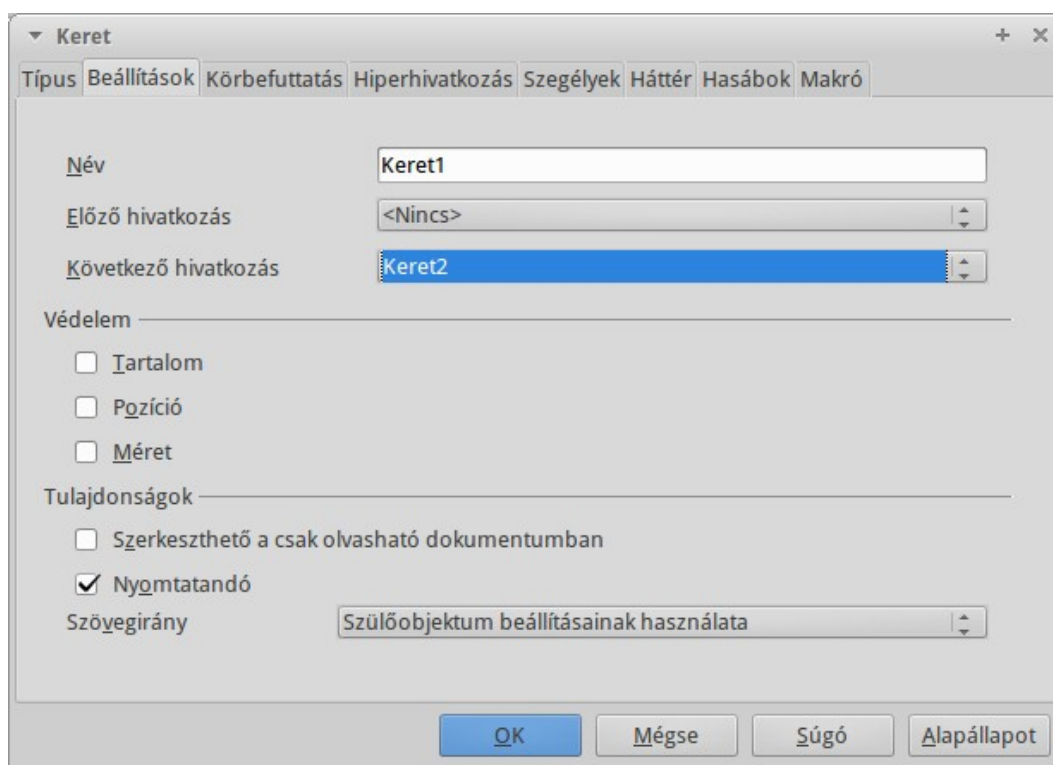 Keret
Típus Beállítások Körbefuttatás Hiperhivatkozás Szegélyek Háttér Hasábok Makró
Név Keret1
Előző hivatkozás <Nincs>
Következő hivatkozás Keret2
Védelem
Tartalom
Pozíció
Méret
Tulajdonságok
Szerkeszthető a csak olvasható dokumentumban
Nyomtatandó
Szövegirány Szülőobjektum beállításainak használata
OK Mégse Súgó Alapállapot